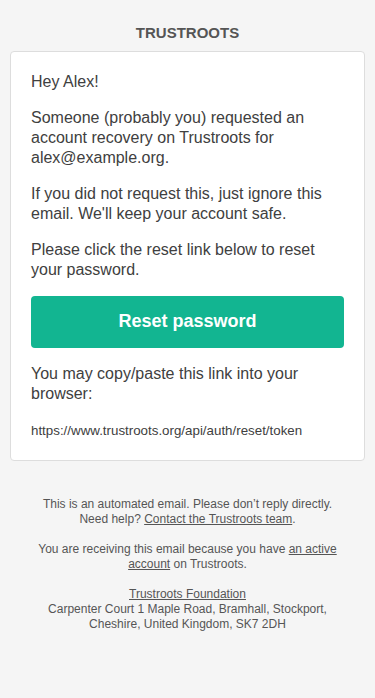 TRUSTROOTS
Hey Alex!
Someone (probably you) requested an
account recovery on Trustroots for
alex@example.org.
If you did not request this, just ignore this
email. We'll keep your account safe.
Please click the reset link below to reset
your password.
Reset password
You may copy/paste this link into your
browser:
https://www.trustroots.org/api/auth/reset/token
This is an automated email. Please don’t reply directly.
Need help? Contact the Trustroots team.
You are receiving this email because you have an active
account on Trustroots.
Trustroots Foundation
Carpenter Court 1 Maple Road, Bramhall, Stockport,
Cheshire, United Kingdom, SK7 2DH